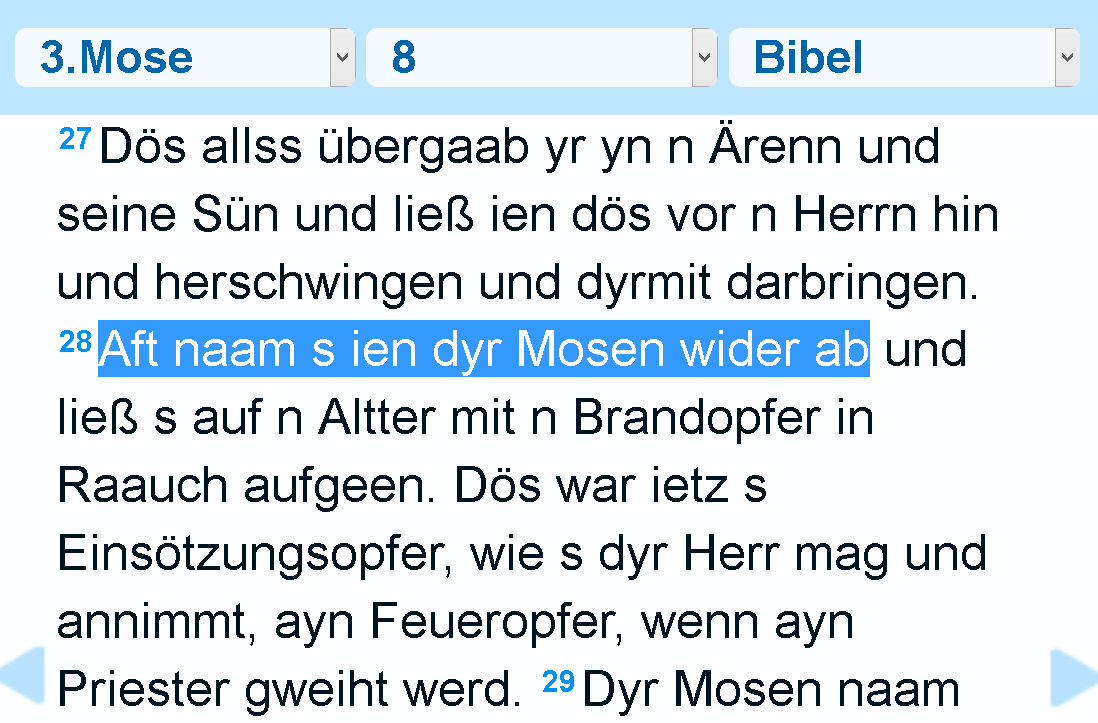 3.Mose 8 Bibel
27 Dös allss übergaab yr yn n Ärenn und
seine Sün und ließ ien dös vor n Herrn hin
und herschwingen und dyrmit darbringen.
28 Aft naam s ien dyr Mosen wider ab und
ließ s auf n Altter mit n Brandopfer in
Raauch aufgeen. Dös war ietz s
Einsötzungsopfer, wie s dyr Herr mag und
annimmt, ayn Feueropfer, wenn ayn
Priester gweiht werd. 29 Dyr Mosen naam